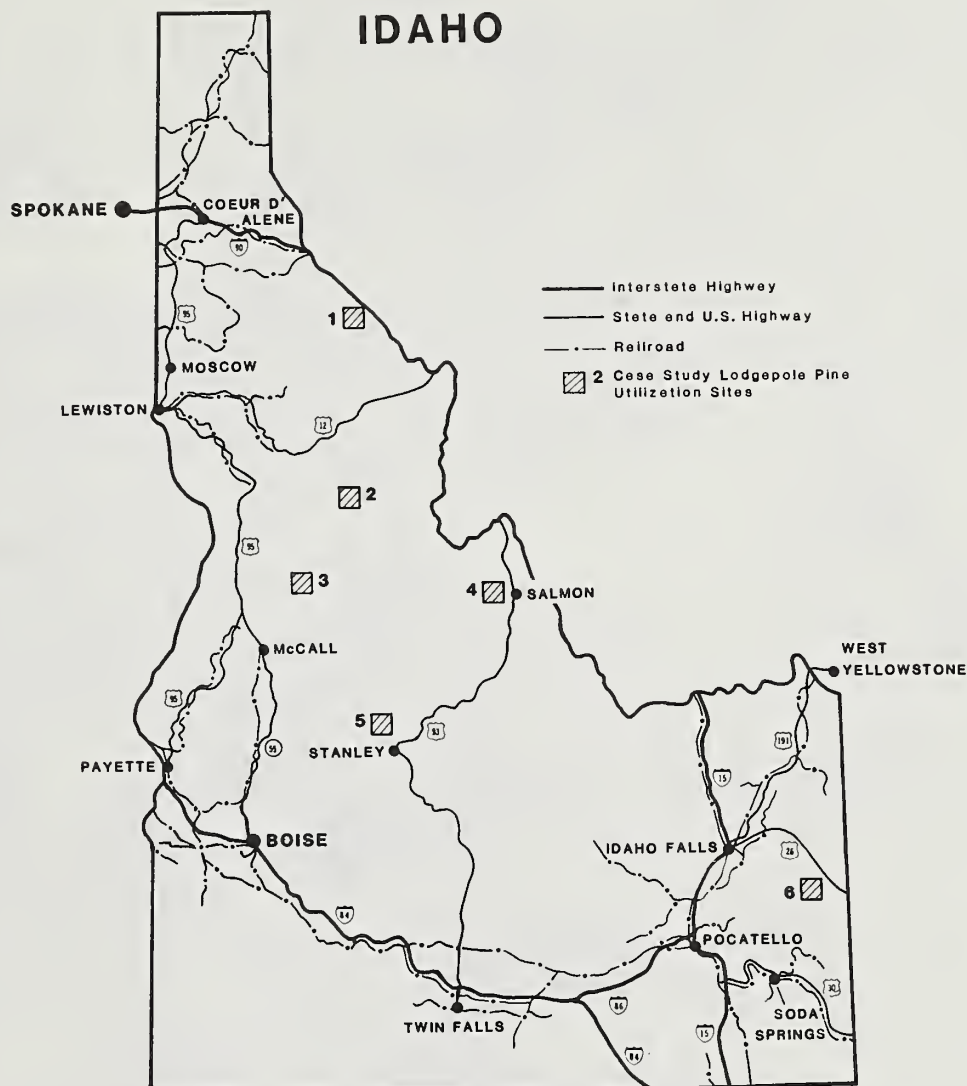 IDAHO
SPOKANE
COEUR D'
ALENE
90
Interstete Highwey
Stete end U.S. Highway
Reilroad
2 Cese Study Lodgepole Pine
Utilizetion Sites
1
95
MOSCOW
LEWISTON
12
2
95
3
4
SALMON
McCALL
WEST
YELLOWSTONE
95
5
93
STANLEY
55
191
15
PAYETTE
BOISE
IDAHO FALLS
26
6
84
POCATELLO
30
86
SODA
SPRINGS
TWIN FALLS
15
84